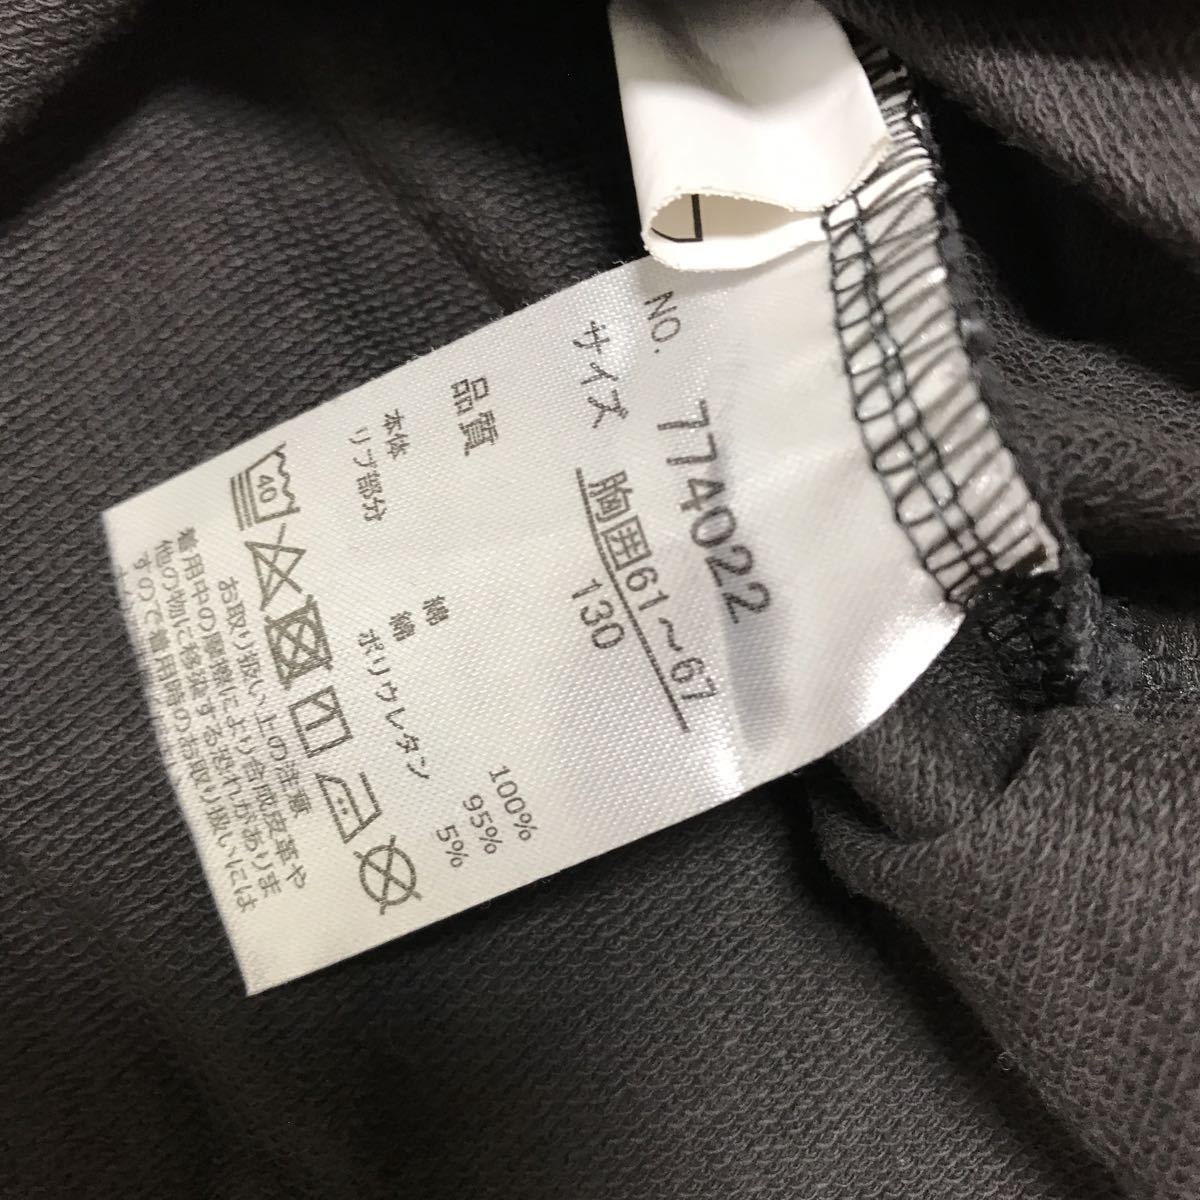 NO. 774022
サイズ 胸囲61～67
130
品質
本体 綿 100%
リブ部分 綿 95%
ポリウレタン 5%
40
お取り扱い上の注意
着用中の摩擦により合成皮革や
他の物に移染する恐れがありま
すので着用時のお取り扱いには